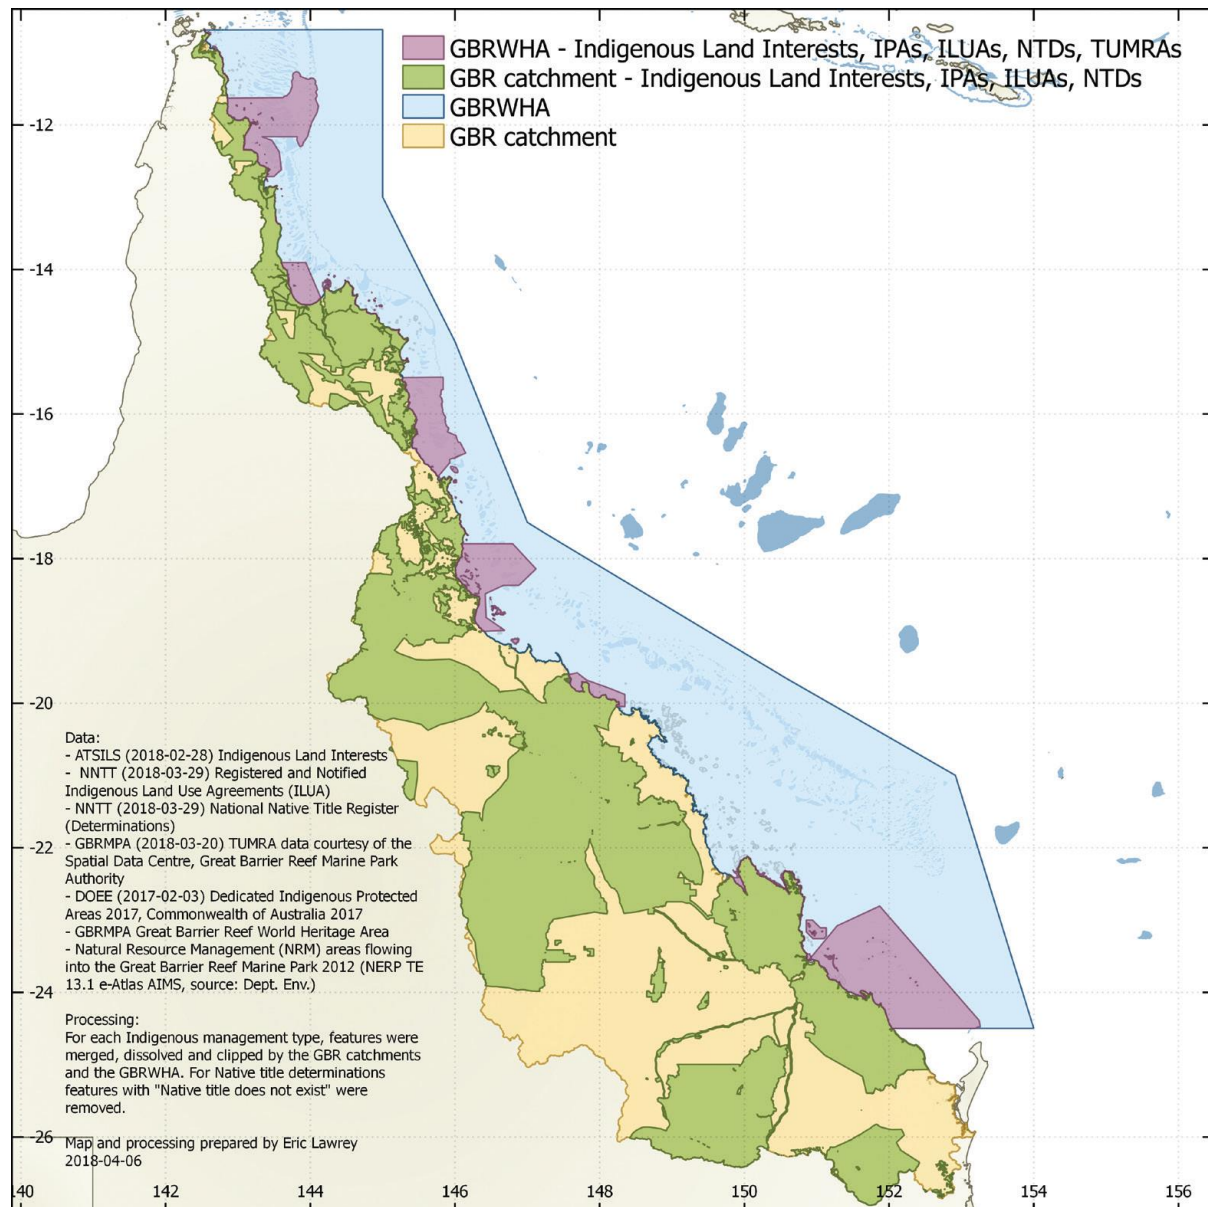 GBRWHA - Indigenous Land Interests, IPAs, ILUAs, NTDs, TUMRAs
GBR catchment - Indigenous Land Interests, IPAs, ILUAs, NTDs
GBRWHA
GBR catchment
-12
-14
-16
-18
-20
-22
-24
-26
Data:
- ATSILS (2018-02-28) Indigenous Land Interests
- NNTT (2018-03-29) Registered and Notified
Indigenous Land Use Agreements (ILUA)
- NNTT (2018-03-29) National Native Title Register
(Determinations)
- GBRMPA (2018-03-20) TUMRA data courtesy of the
Spatial Data Centre, Great Barrier Reef Marine Park
Authority
- DOEE (2017-02-03) Dedicated Indigenous Protected
Areas 2017, Commonwealth of Australia 2017
- GBRMPA Great Barrier Reef World Heritage Area
- Natural Resource Management (NRM) areas flowing
into the Great Barrier Reef Marine Park 2012 (NERP TE
13.1 e-Atlas AIMS, source: Dept. Env.)
Processing:
For each Indigenous management type, features were
merged, dissolved and clipped by the GBR catchments
and the GBRWHA. For Native title determinations
features with "Native title does not exist" were
removed.
Map and processing prepared by Eric Lawrey
2018-04-06
140 142 144 146 148 150 152 154 156